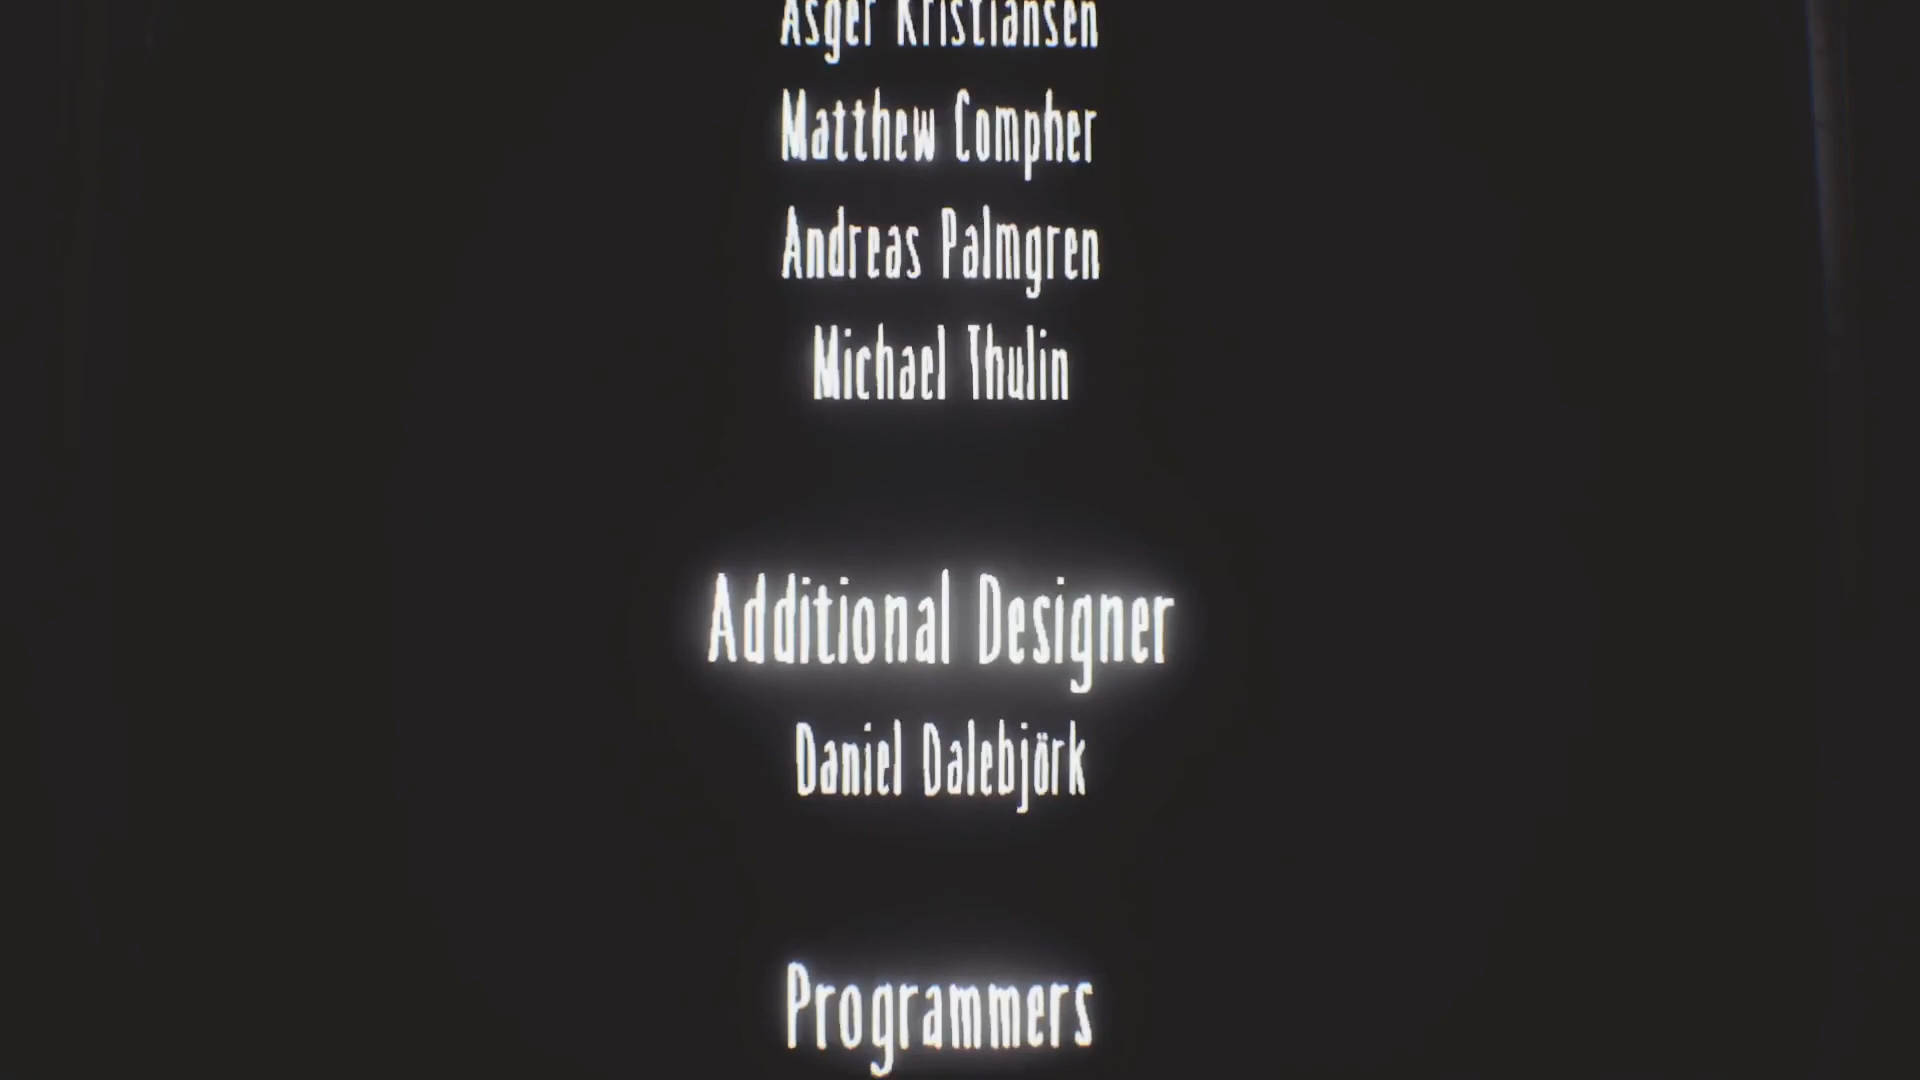 Asger Kristiansen
Matthew Compher
Andreas Palmgren
Michael Thulin
Additional Designer
Daniel Dalebjörk
Programmers